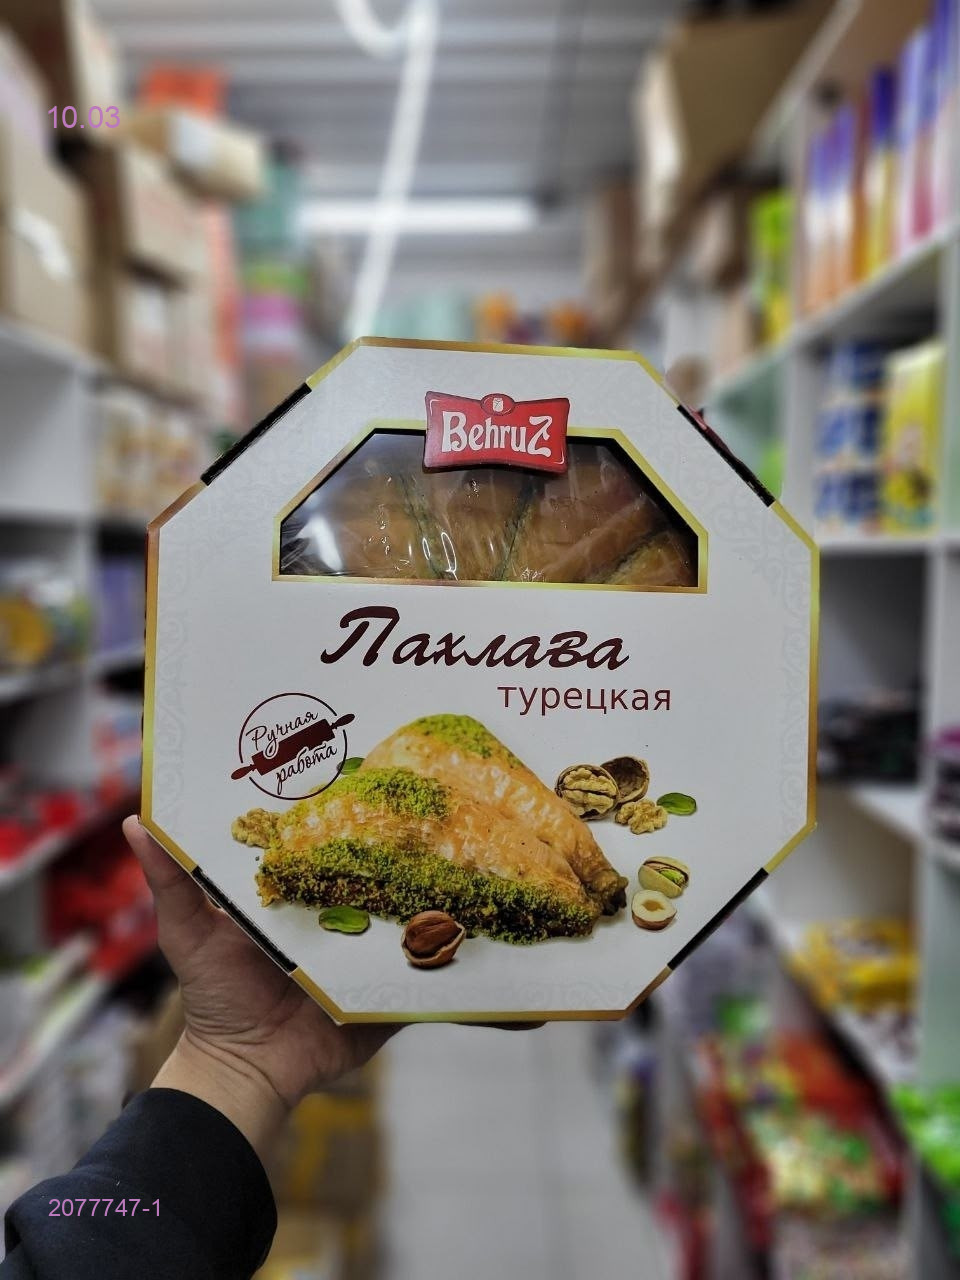 10.03
BehruZ
Пахлава
турецкая
Ручная
работа
2077747-1